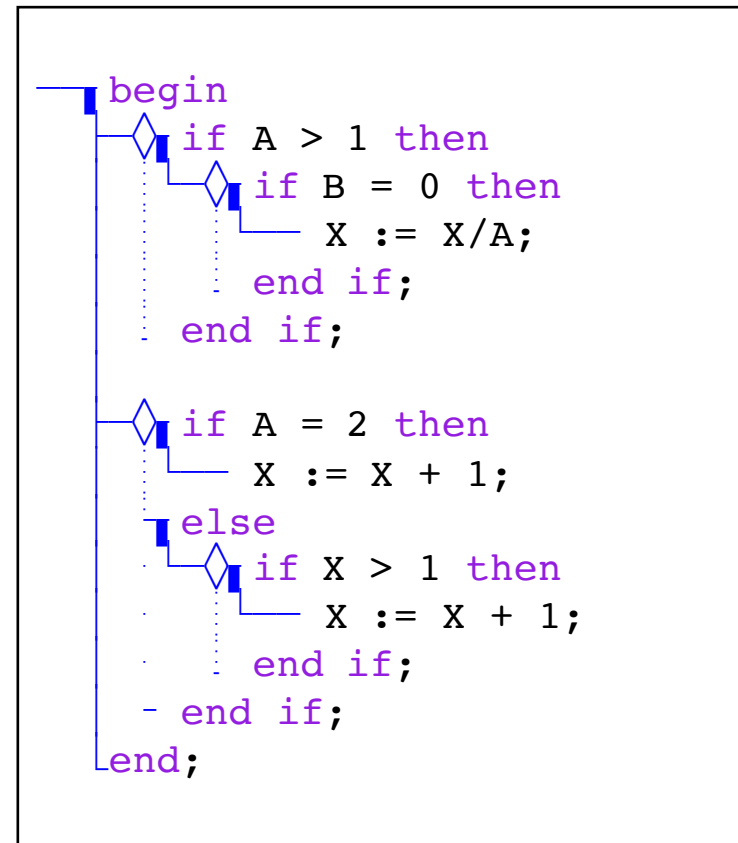 begin
if A > 1 then
if B = 0 then
X := X/A;
end if;
end if;
if A = 2 then
X := X + 1;
else
if X > 1 then
X := X + 1;
end if;
end if;
end;